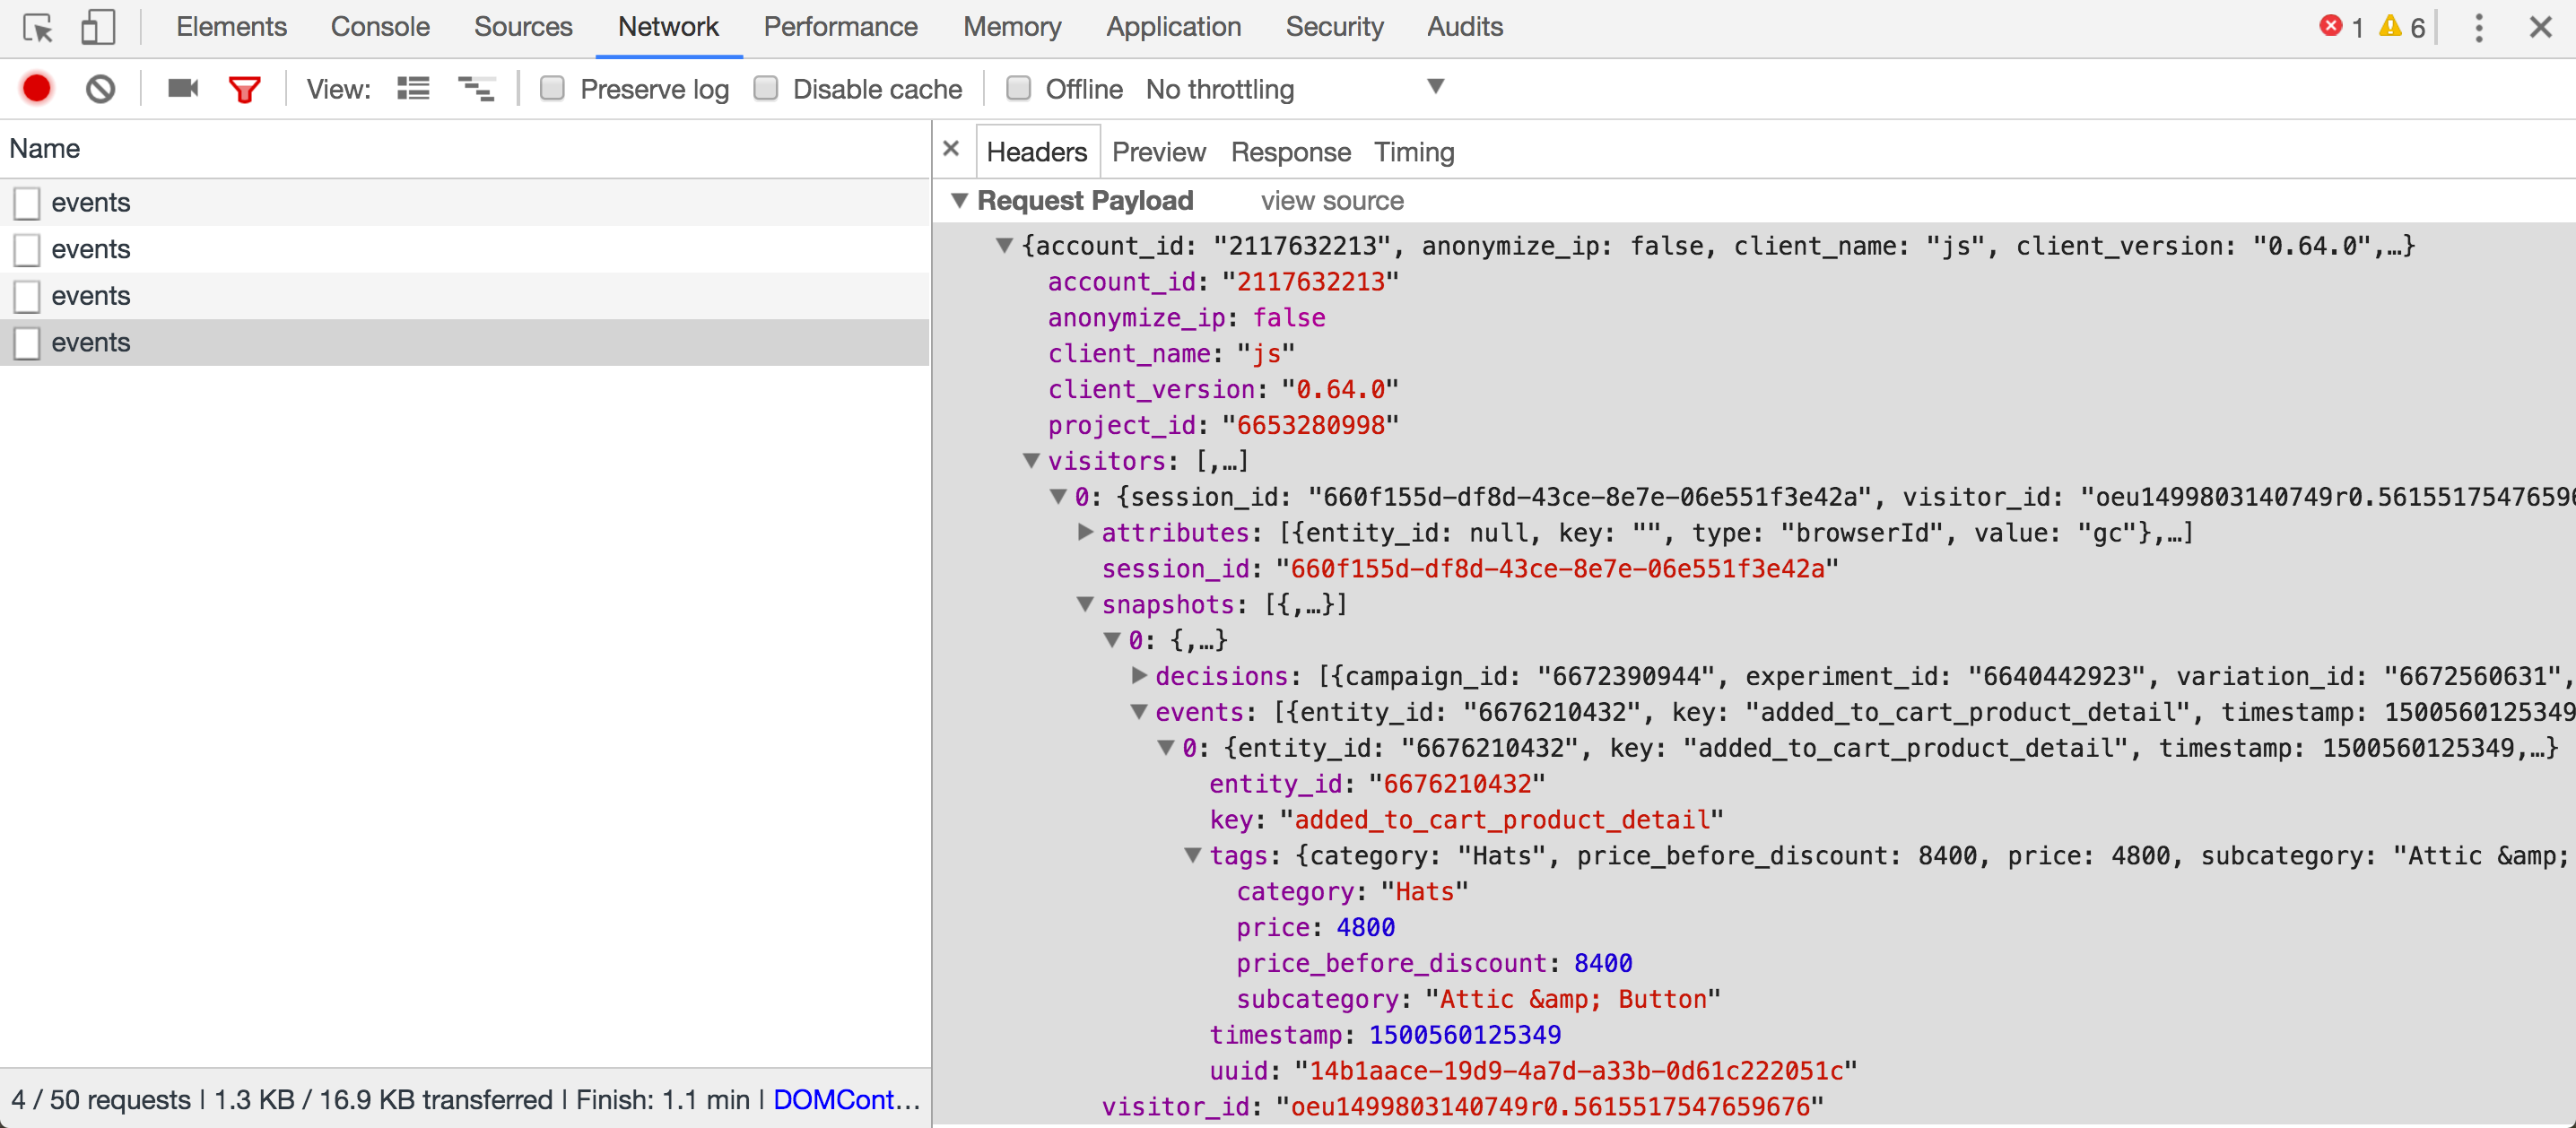 Elements Console Sources Network Performance Memory Application Security Audits 1 6
View: Preserve log Disable cache Offline No throttling
Name
events
events
events
events
4 / 50 requests | 1.3 KB / 16.9 KB transferred | Finish: 1.1 min | DOMCont…
× Headers Preview Response Timing
Request Payload view source
{account_id: "2117632213", anonymize_ip: false, client_name: "js", client_version: "0.64.0",…}
account_id: "2117632213"
anonymize_ip: false
client_name: "js"
client_version: "0.64.0"
project_id: "6653280998"
visitors: [,…]
0: {session_id: "660f155d-df8d-43ce-8e7e-06e551f3e42a", visitor_id: "oeu1499803140749r0.56155175476596
attributes: [{entity_id: null, key: "", type: "browserId", value: "gc"},…]
session_id: "660f155d-df8d-43ce-8e7e-06e551f3e42a"
snapshots: [{,…}]
0: {,…}
decisions: [{campaign_id: "6672390944", experiment_id: "6640442923", variation_id: "6672560631",
events: [{entity_id: "6676210432", key: "added_to_cart_product_detail", timestamp: 1500560125349
0: {entity_id: "6676210432", key: "added_to_cart_product_detail", timestamp: 1500560125349,…}
entity_id: "6676210432"
key: "added_to_cart_product_detail"
tags: {category: "Hats", price_before_discount: 8400, price: 4800, subcategory: "Attic &amp;
category: "Hats"
price: 4800
price_before_discount: 8400
subcategory: "Attic &amp; Button"
timestamp: 1500560125349
uuid: "14b1aace-19d9-4a7d-a33b-0d61c222051c"
visitor_id: "oeu1499803140749r0.5615517547659676"